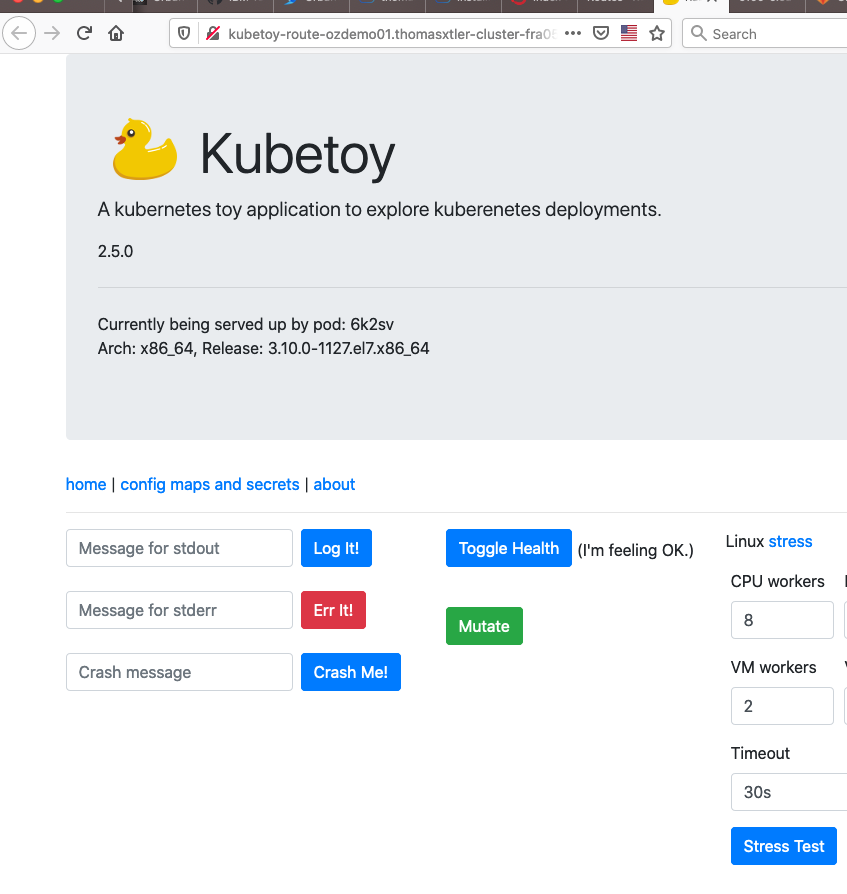 kubetoy-route-ozdemo01.thomasxtler-cluster-fra05
Search
Kubetoy
A kubernetes toy application to explore kuberenetes deployments.
2.5.0
Currently being served up by pod: 6k2sv
Arch: x86_64, Release: 3.10.0-1127.el7.x86_64
home | config maps and secrets | about
Message for stdout Log It! Toggle Health (I'm feeling OK.) Linux stress
CPU workers
Message for stderr Err It! Mutate 8
Crash message Crash Me! VM workers
2
Timeout
30s
Stress Test